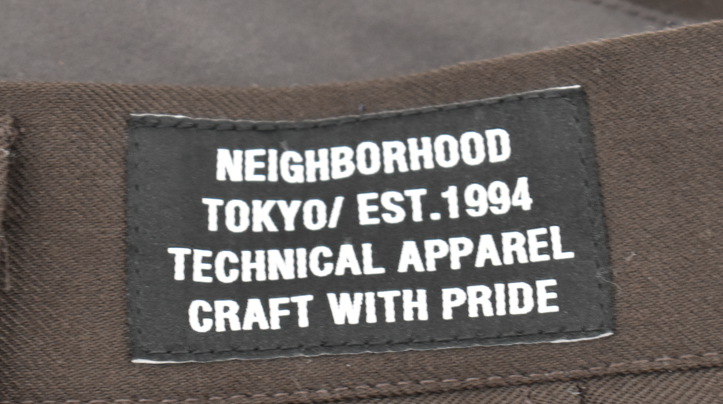 NEIGHBORHOOD
TOKYO/ EST.1994
TECHNICAL APPAREL
CRAFT WITH PRIDE